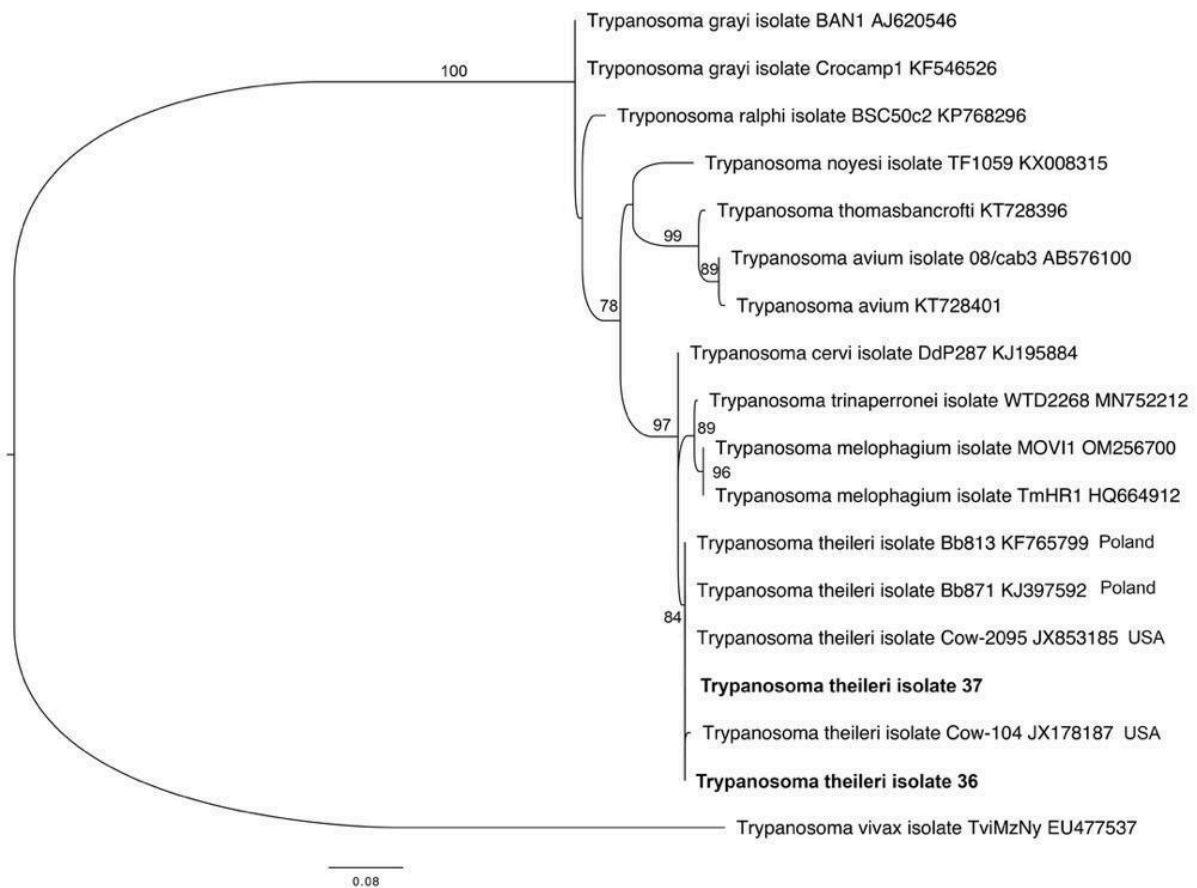 Trypanosoma grayi isolate BAN1 AJ620546
100
Tryponosoma grayi isolate Crocamp1 KF546526
Tryponosoma ralphi isolate BSC50c2 KP768296
Trypanosoma noyesi isolate TF1059 KX008315
Trypanosoma thomasbancrofti KT728396
99
Trypanosoma avium isolate 08/cab3 AB576100
89
Trypanosoma avium KT728401
78
Trypanosoma cervi isolate DdP287 KJ195884
Trypanosoma trinaperronei isolate WTD2268 MN752212
97
89
Trypanosoma melophagium isolate MOVI1 OM256700
96
Trypanosoma melophagium isolate TmHR1 HQ664912
Trypanosoma theileri isolate Bb813 KF765799 Poland
Trypanosoma theileri isolate Bb871 KJ397592 Poland
84
Trypanosoma theileri isolate Cow-2095 JX853185 USA
Trypanosoma theileri isolate 37
Trypanosoma theileri isolate Cow-104 JX178187 USA
Trypanosoma theileri isolate 36
Trypanosoma vivax isolate TviMzNy EU477537
0.08